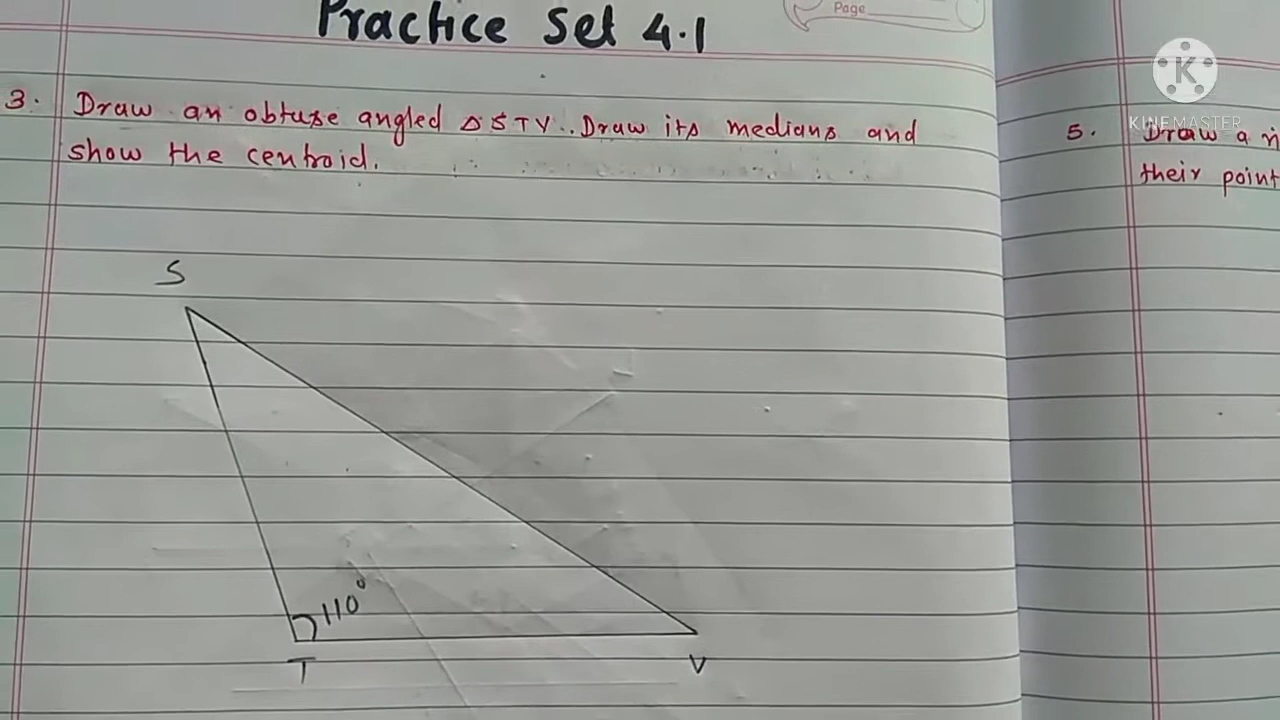 Page
Practice Set 4.1
K
KINEMASTER
3. Draw an obtuse angled Δ STV. Draw its medians and
show the centroid.
5. Draw a
their point
S
110°
T
V